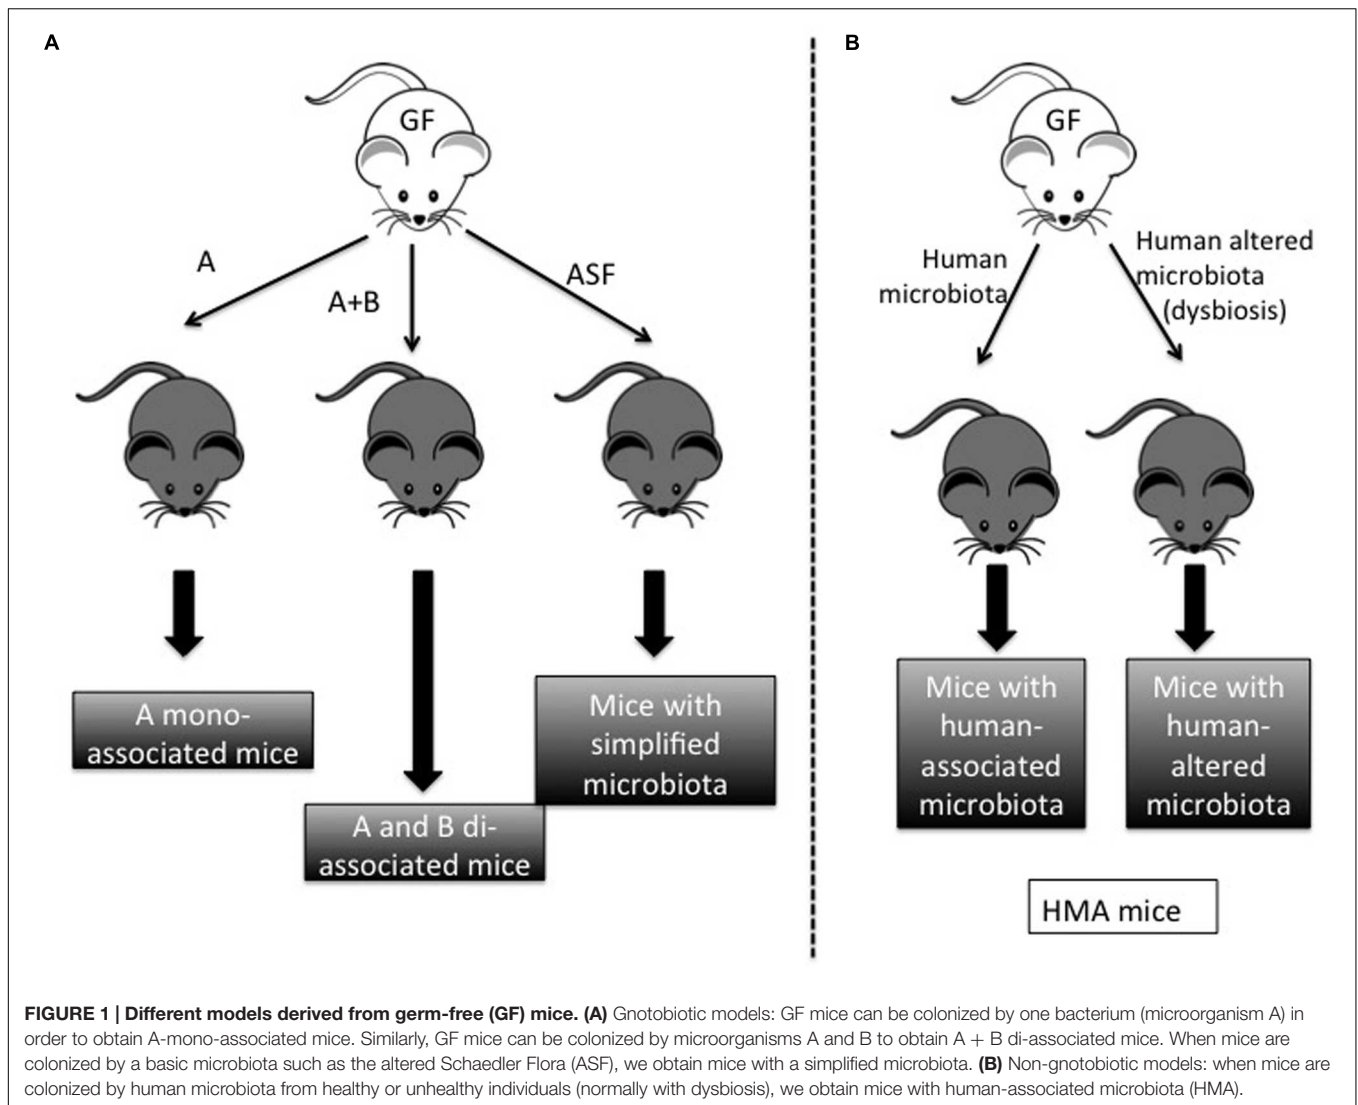 A
GF
A
A+B
ASF
A mono-
associated mice
A and B di-
associated mice
Mice with
simplified
microbiota
B
GF
Human
microbiota
Human altered
microbiota
(dysbiosis)
Mice with
human-
associated
microbiota
Mice with
human-
altered
microbiota
HMA mice
FIGURE 1 | Different models derived from germ-free (GF) mice. (A) Gnotobiotic models: GF mice can be colonized by one bacterium (microorganism A) in
order to obtain A-mono-associated mice. Similarly, GF mice can be colonized by microorganisms A and B to obtain A + B di-associated mice. When mice are
colonized by a basic microbiota such as the altered Schaedler Flora (ASF), we obtain mice with a simplified microbiota. (B) Non-gnotobiotic models: when mice are
colonized by human microbiota from healthy or unhealthy individuals (normally with dysbiosis), we obtain mice with human-associated microbiota (HMA).